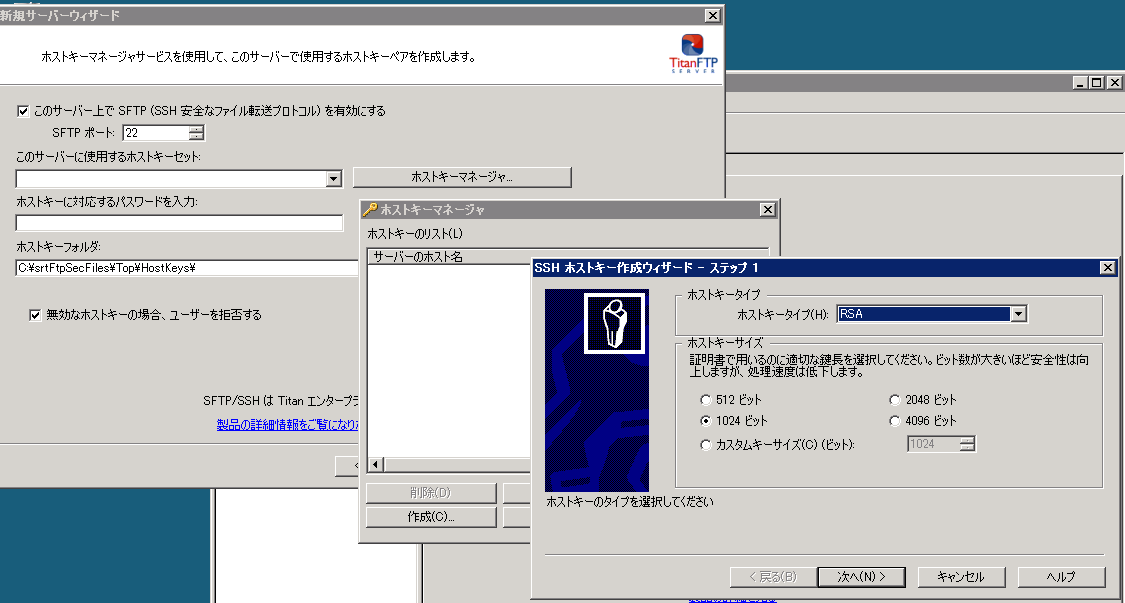 新規サーバーウィザード
ホストキーマネージャサービスを使用して、このサーバーで使用するホストキーペアを作成します。
TitanFTP
SERVER
このサーバー上で SFTP (SSH 安全なファイル転送プロトコル) を有効にする
SFTP ポート: 22
このサーバーに使用するホストキーセット:
ホストキーマネージャ...
ホストキーに対応するパスワードを入力:
ホストキーフォルダ:
C:¥srtFtpSecFiles¥Top¥HostKeys¥
無効なホストキーの場合、ユーザーを拒否する
SFTP/SSH は Titan エンタープラ
製品の詳細情報をご覧になりた
<
ホストキーマネージャ
ホストキーのリスト(L)
サーバーのホスト名
削除(D)
作成(C)...
SSH ホストキー作成ウィザード - ステップ 1
ホストキータイプ
ホストキータイプ(H): RSA
ホストキーサイズ
証明書で用いるのに適切な鍵長を選択してください。ビット数が大きいほど安全性は向
上しますが、処理速度は低下します。
512 ビット
2048 ビット
1024 ビット
4096 ビット
カスタムキーサイズ(C) (ビット): 1024
ホストキーのタイプを選択してください
< 戻る(B)
次へ(N) >
キャンセル
ヘルプ